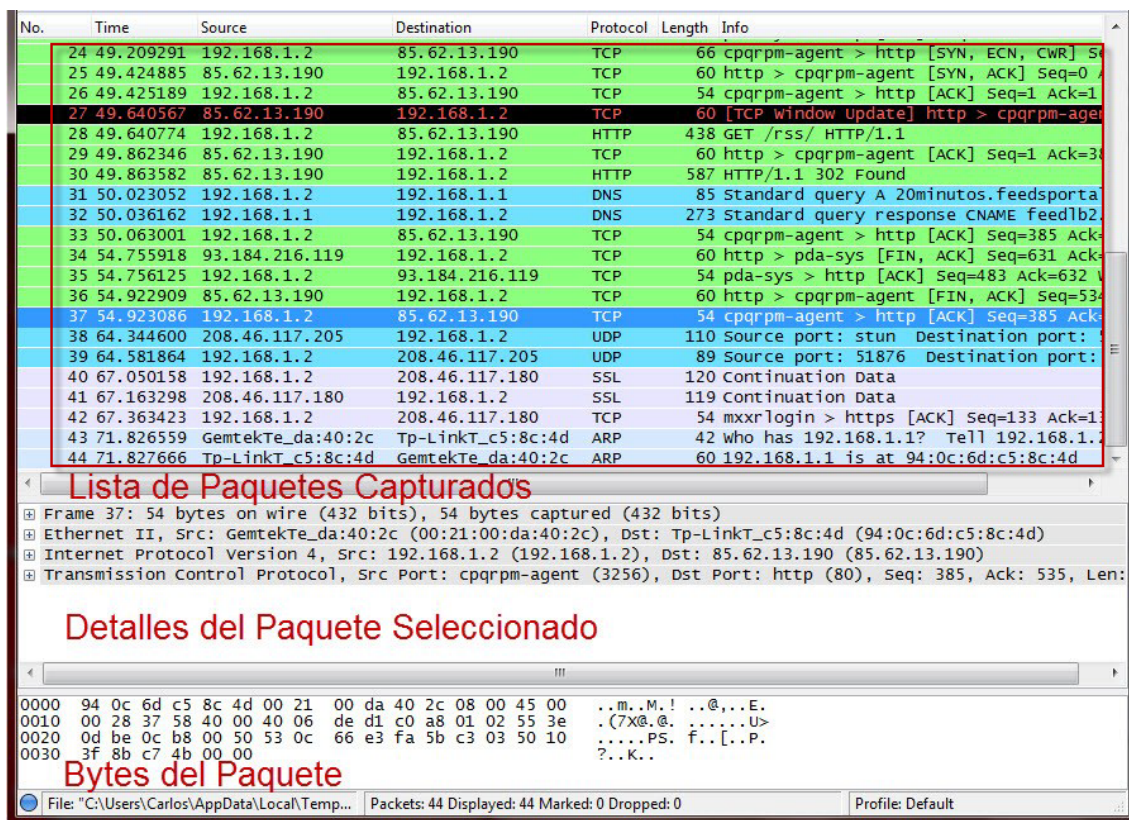 No. Time Source Destination Protocol Length Info
24 49.209291 192.168.1.2 85.62.13.190 TCP 66 cpqrpm-agent > http [SYN, ECN, CWR]
25 49.424885 85.62.13.190 192.168.1.2 TCP 60 http > cpqrpm-agent [SYN, ACK] Seq=0
26 49.425189 192.168.1.2 85.62.13.190 TCP 54 cpqrpm-agent > http [ACK] Seq=1 Ack=1
27 49.640567 85.62.13.190 192.168.1.2 TCP 60 [TCP Window Update] http > cpqrpm-agen
28 49.640774 192.168.1.2 85.62.13.190 HTTP 438 GET /rss/ HTTP/1.1
29 49.862346 85.62.13.190 192.168.1.2 TCP 60 http > cpqrpm-agent [ACK] Seq=1 Ack=38
30 49.863582 85.62.13.190 192.168.1.2 HTTP 587 HTTP/1.1 302 Found
31 50.023052 192.168.1.2 192.168.1.1 DNS 85 Standard query A 20minutos.feedsporta
32 50.036162 192.168.1.1 192.168.1.2 DNS 273 Standard query response CNAME feedlb2.
33 50.063001 192.168.1.2 85.62.13.190 TCP 54 cpqrpm-agent > http [ACK] Seq=385 Ack=
34 54.755918 93.184.216.119 192.168.1.2 TCP 60 http > pda-sys [FIN, ACK] Seq=631 Ack=
35 54.756125 192.168.1.2 93.184.216.119 TCP 54 pda-sys > http [ACK] Seq=483 Ack=632
36 54.922909 85.62.13.190 192.168.1.2 TCP 60 http > cpqrpm-agent [FIN, ACK] Seq=534
37 54.923086 192.168.1.2 85.62.13.190 TCP 54 cpqrpm-agent > http [ACK] Seq=385 Ack=
38 64.344600 208.46.117.205 192.168.1.2 UDP 110 Source port: stun Destination port:
39 64.581864 192.168.1.2 208.46.117.205 UDP 89 Source port: 51876 Destination port:
40 67.050158 192.168.1.2 208.46.117.180 SSL 120 Continuation Data
41 67.163298 208.46.117.180 192.168.1.2 SSL 119 Continuation Data
42 67.363423 192.168.1.2 208.46.117.180 TCP 54 mxxrlogin > https [ACK] Seq=133 Ack=13
43 71.826559 GemtekTe_da:40:2c Tp-LinkT_c5:8c:4d ARP 42 Who has 192.168.1.1? Tell 192.168.1.2
44 71.827666 Tp-LinkT_c5:8c:4d GemtekTe_da:40:2c ARP 60 192.168.1.1 is at 94:0c:6d:c5:8c:4d
Lista de Paquetes Capturados
Frame 37: 54 bytes on wire (432 bits), 54 bytes captured (432 bits)
Ethernet II, Src: GemtekTe_da:40:2c (00:21:00:da:40:2c), Dst: Tp-LinkT_c5:8c:4d (94:0c:6d:c5:8c:4d)
Internet Protocol Version 4, Src: 192.168.1.2 (192.168.1.2), Dst: 85.62.13.190 (85.62.13.190)
Transmission Control Protocol, Src Port: cpqrpm-agent (3256), Dst Port: http (80), Seq: 385, Ack: 535, Len:
Detalles del Paquete Seleccionado
0000 94 0c 6d c5 8c 4d 00 21 00 da 40 2c 08 00 45 00 ..m..M.! ..@,..E.
0010 00 28 37 58 40 00 40 06 de d1 c0 a8 01 02 55 3e .(7X@.@. ......U>
0020 0d be 0c b8 00 50 53 0c 66 e3 fa 5b c3 03 50 10 .....PS. f..[..P.
0030 3f 8b c7 4b 00 00 ?..K..
Bytes del Paquete
File: "C:\Users\Carlos\AppData\Local\Temp... Packets: 44 Displayed: 44 Marked: 0 Dropped: 0 Profile: Default